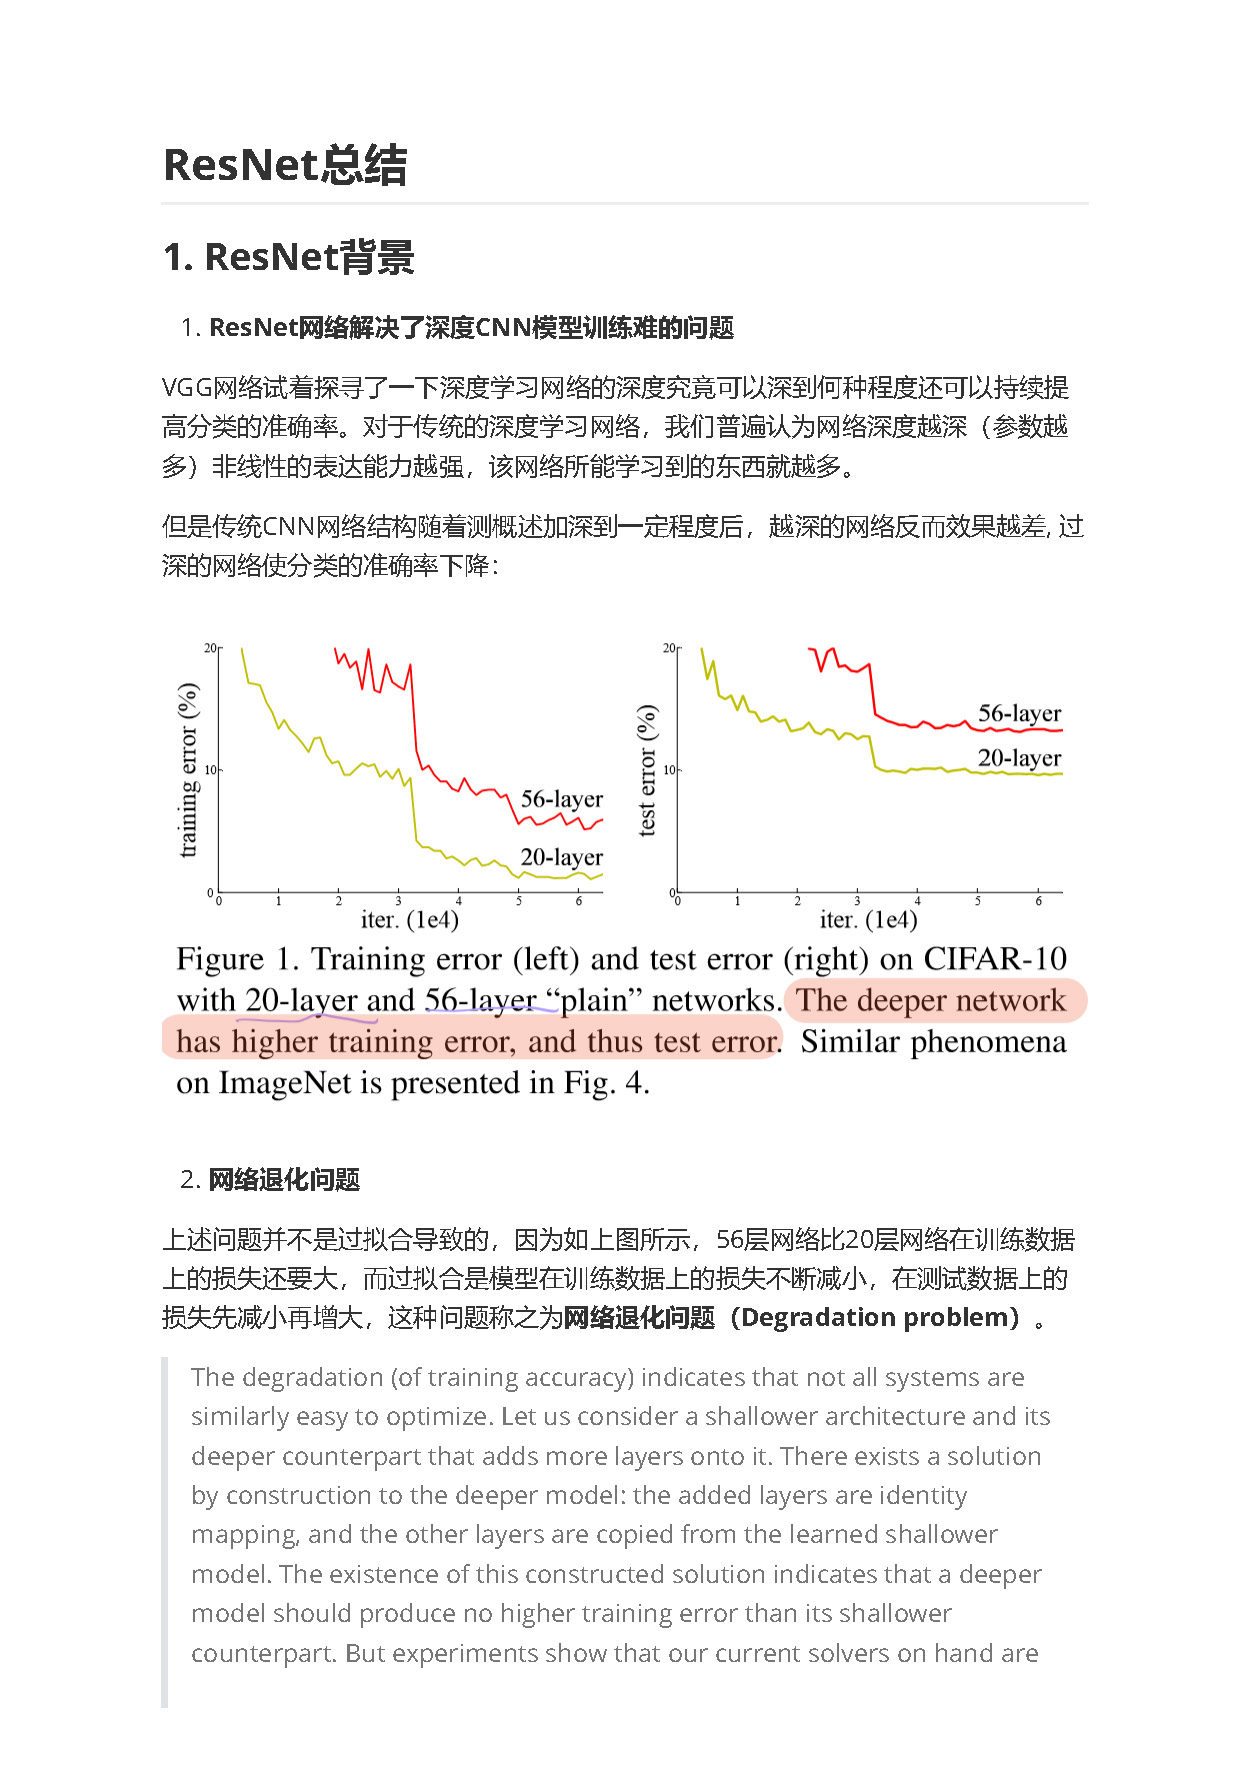 ResNet总结
1. ResNet背景
1. ResNet网络解决了深度CNN模型训练难的问题
VGG网络试着探寻了一下深度学习网络的深度究竟可以深到何种程度还可以持续提
高分类的准确率。对于传统的深度学习网络，我们普遍认为网络深度越深（参数越
多）非线性的表达能力越强，该网络所能学习到的东西就越多。
但是传统CNN网络结构随着测概述加深到一定程度后，越深的网络反而效果越差, 过
深的网络使分类的准确率下降：
20
10
0
training error (%)
56-layer
20-layer
0 1 2 3 4 5 6
iter. (1e4)
20
10
0
test error (%)
56-layer
20-layer
0 1 2 3 4 5 6
iter. (1e4)
Figure 1. Training error (left) and test error (right) on CIFAR-10
with 20-layer and 56-layer “plain” networks. The deeper network
has higher training error, and thus test error. Similar phenomena
on ImageNet is presented in Fig. 4.
2. 网络退化问题
上述问题并不是过拟合导致的，因为如上图所示，56层网络比20层网络在训练数据
上的损失还要大，而过拟合是模型在训练数据上的损失不断减小，在测试数据上的
损失先减小再增大，这种问题称之为网络退化问题（Degradation problem）。
The degradation (of training accuracy) indicates that not all systems are
similarly easy to optimize. Let us consider a shallower architecture and its
deeper counterpart that adds more layers onto it. There exists a solution
by construction to the deeper model: the added layers are identity
mapping, and the other layers are copied from the learned shallower
model. The existence of this constructed solution indicates that a deeper
model should produce no higher training error than its shallower
counterpart. But experiments show that our current solvers on hand are